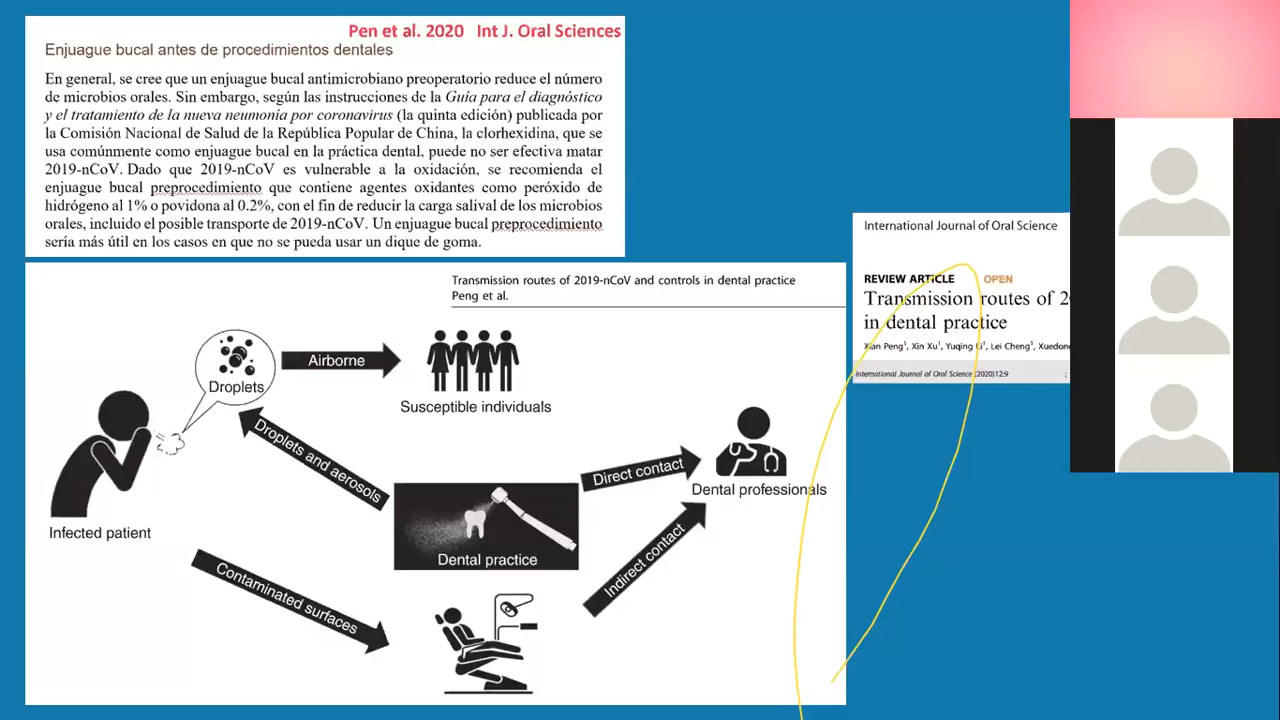 Pen et al. 2020 Int J. Oral Sciences
Enjuague bucal antes de procedimientos dentales
En general, se cree que un enjuague bucal antimicrobiano preoperatorio reduce el número
de microbios orales. Sin embargo, según las instrucciones de la Guía para el diagnóstico
y el tratamiento de la nueva neumonía por coronavirus (la quinta edición) publicada por
la Comisión Nacional de Salud de la República Popular de China, la clorhexidina, que se
usa comúnmente como enjuague bucal en la práctica dental, puede no ser efectiva matar
2019-nCoV. Dado que 2019-nCoV es vulnerable a la oxidación, se recomienda el
enjuague bucal preprocedimiento que contiene agentes oxidantes como peróxido de
hidrógeno al 1% o povidona al 0.2%, con el fin de reducir la carga salival de los microbios
orales, incluido el posible transporte de 2019-nCoV. Un enjuague bucal preprocedimiento
sería más útil en los casos en que no se pueda usar un dique de goma.
Transmission routes of 2019-nCoV and controls in dental practice
Peng et al.
Droplets
Airborne
Susceptible individuals
Infected patient
Droplets and aerosols
Dental practice
Direct contact
Dental professionals
Indirect contact
Contaminated surfaces
International Journal of Oral Science
REVIEW ARTICLE OPEN
Transmission routes of 2
in dental practice
Xian Peng1, Xin Xu1, Yuqing Li1, Lei Cheng1, Xuedon
International Journal of Oral Science (2020)12:9 ;